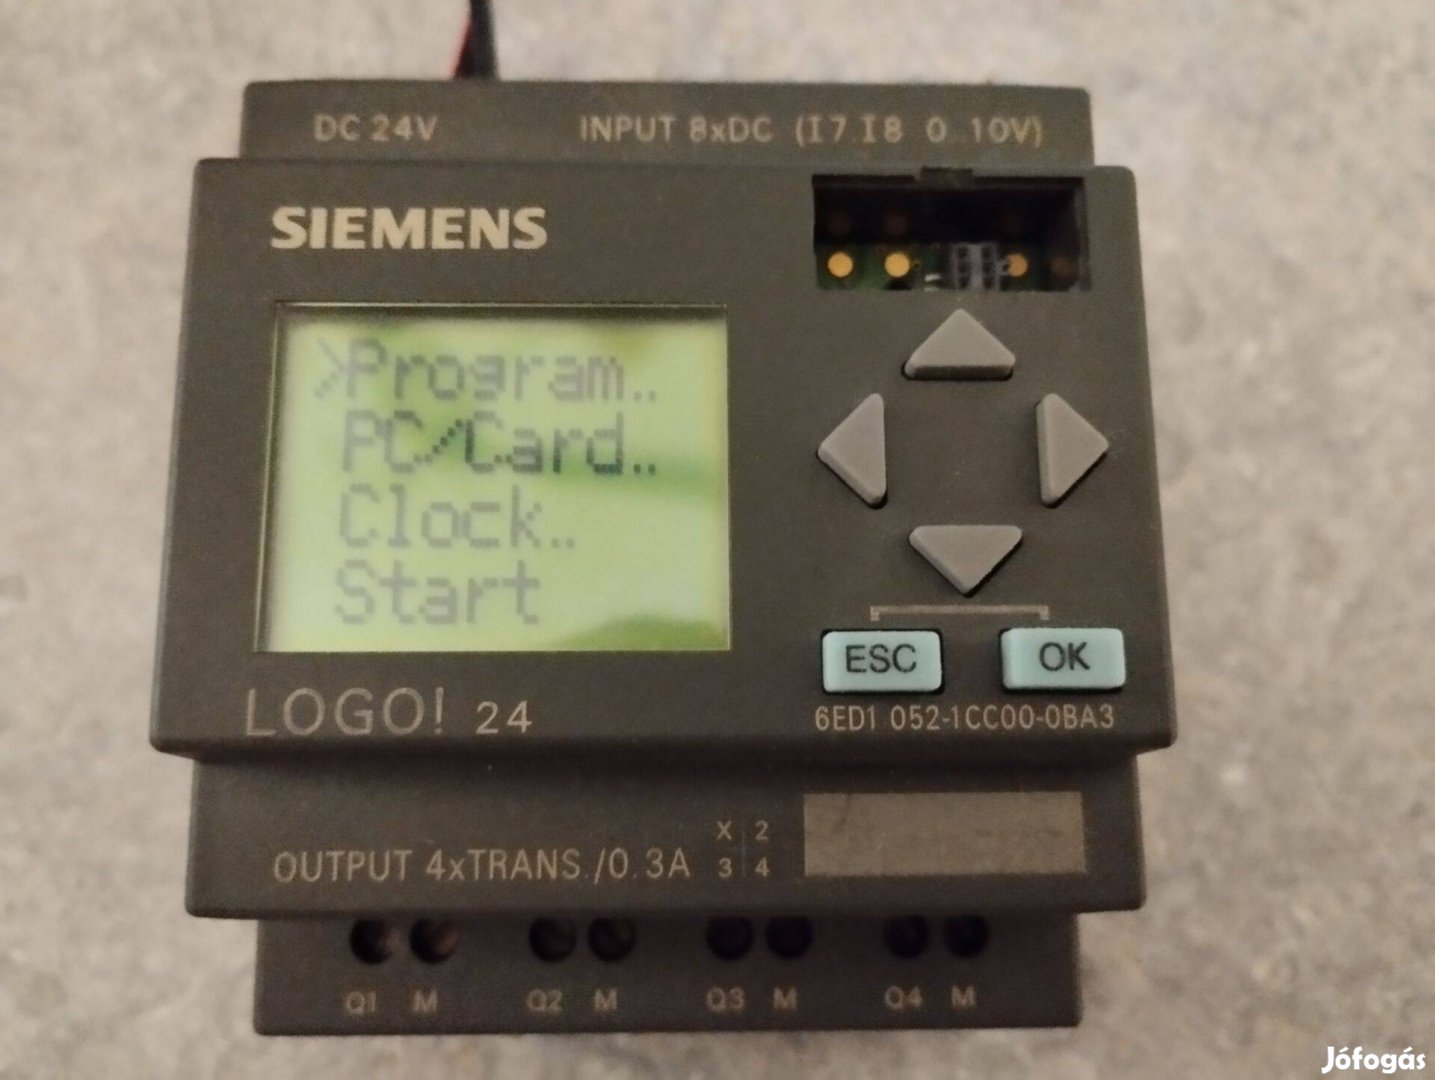 DC 24V INPUT 8xDC (I7 I8 0..10V)
SIEMENS
>Program..
PC/Card..
Clock..
Start
ESC OK
LOGO! 24
6ED1 052-1CC00-0BA3
X 2
3 4
OUTPUT 4xTRANS./0.3A
Q1 M Q2 M Q3 M Q4 M
Jófogás